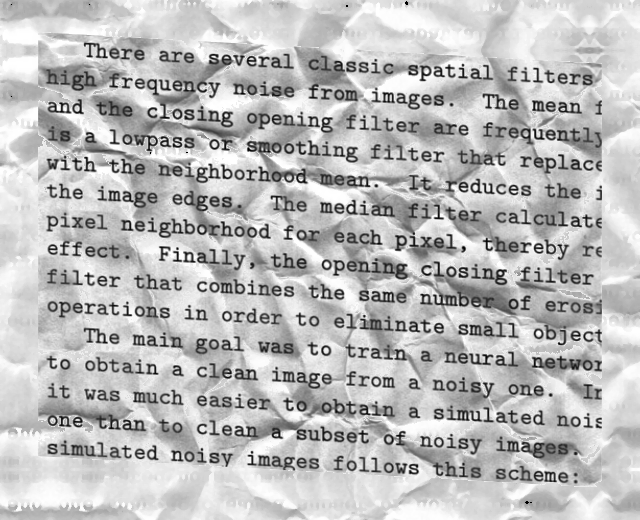 There are several classic spatial filters
high frequency noise from images. The mean f
and the closing opening filter are frequently
is a lowpass or smoothing filter that replace
with the neighborhood mean. It reduces the i
the image edges. The median filter calculate
pixel neighborhood for each pixel, thereby re
effect. Finally, the opening closing filter
filter that combines the same number of erosi
operations in order to eliminate small object
The main goal was to train a neural networ
to obtain a clean image from a noisy one. In
it was much easier to obtain a simulated nois
one than to clean a subset of noisy images.
simulated noisy images follows this scheme: